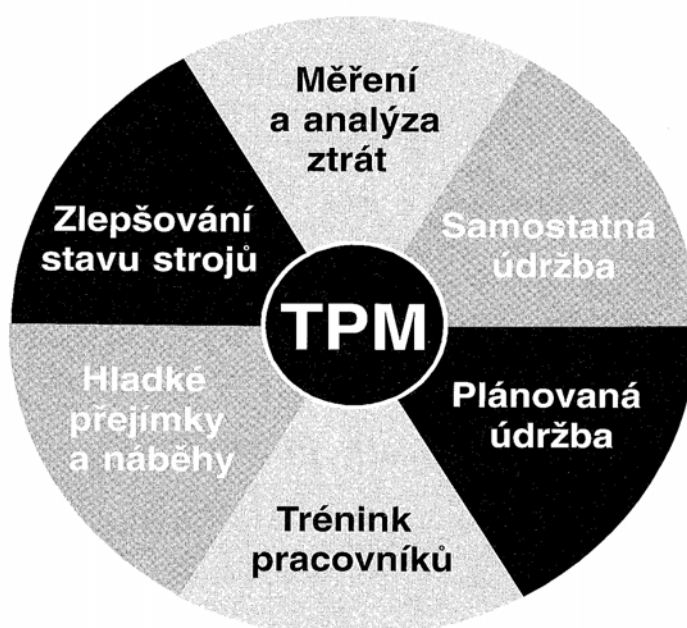 Měření
a analýza
ztrát
Samostatná
údržba
Plánovaná
údržba
Trénink
pracovníků
Hladké
přejímky
a náběhy
Zlepšování
stavu strojů
TPM